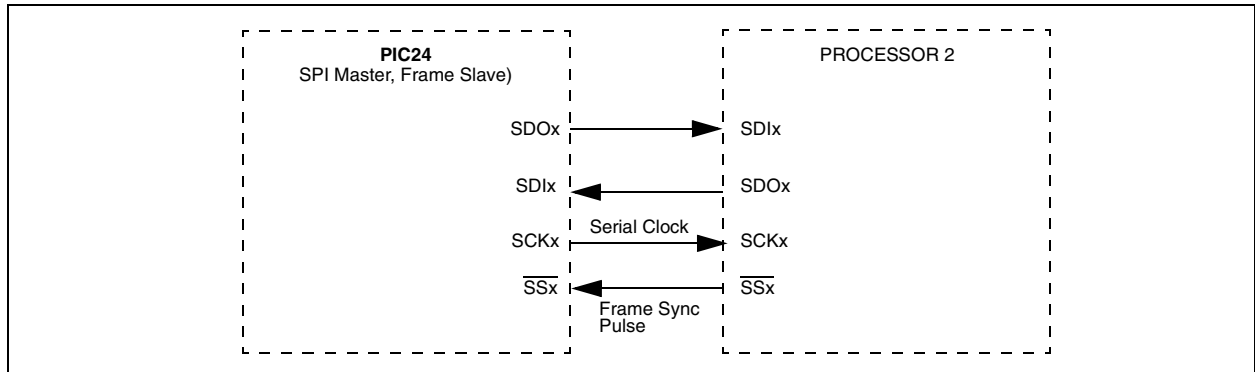 PIC24
SPI Master, Frame Slave)
PROCESSOR 2
SDOx
SDIx
SDIx
SDOx
Serial Clock
SCKx
SCKx
SSx
SSx
Frame Sync
Pulse